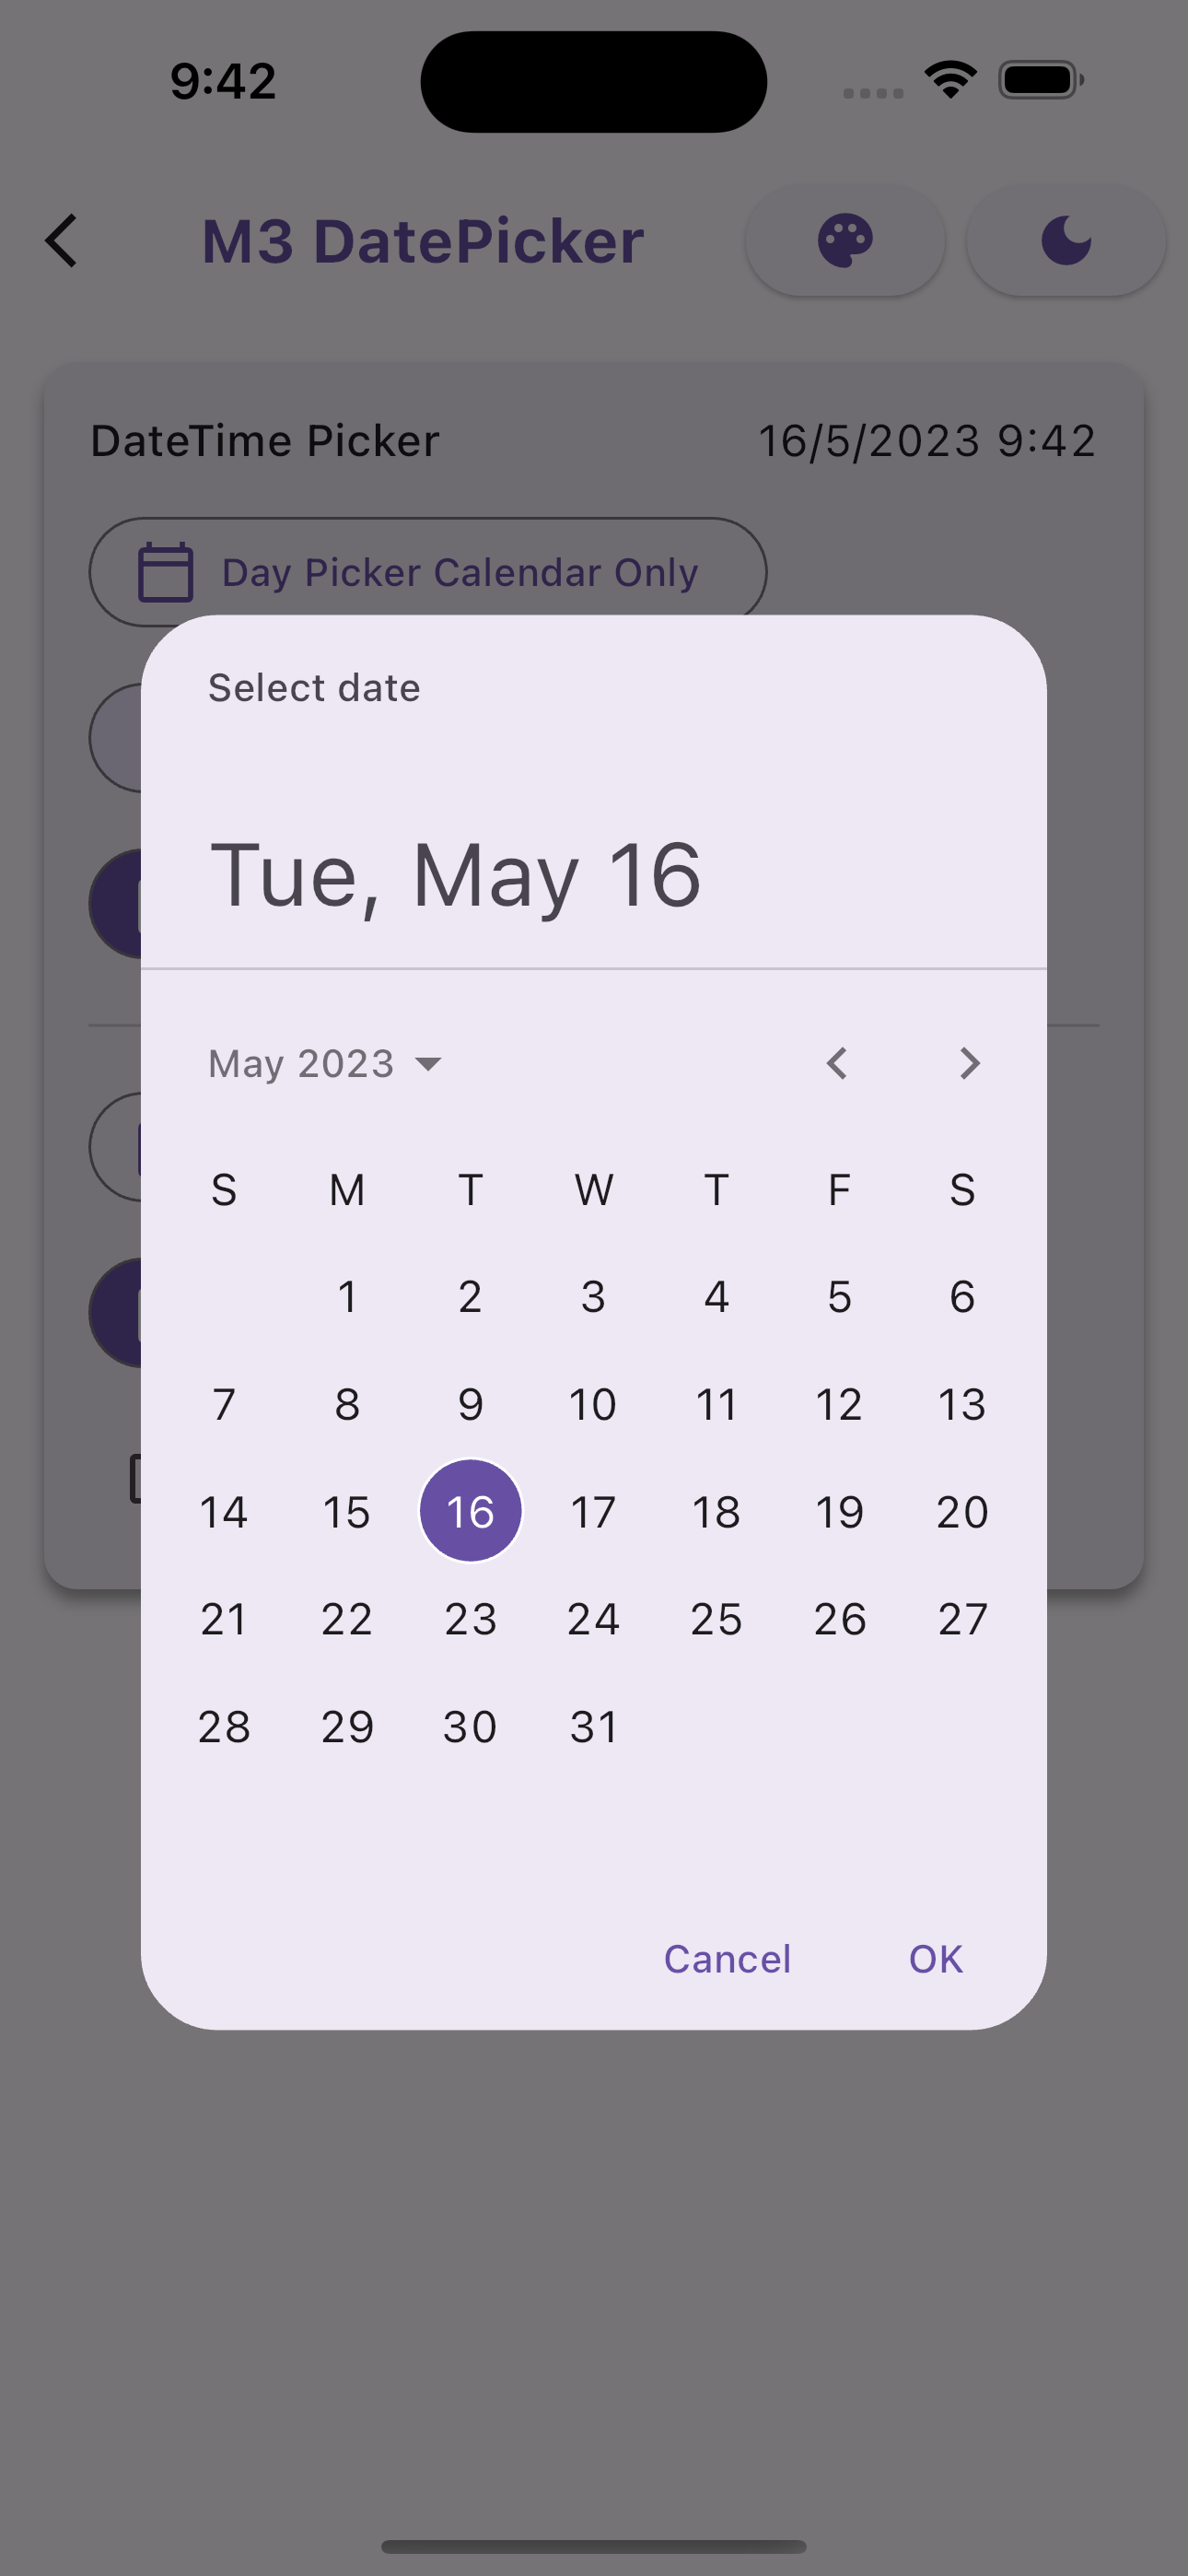 9:42
M3 DatePicker
DateTime Picker 16/5/2023 9:42
Day Picker Calendar Only
Select date
Tue, May 16
May 2023
S M T W T F S
1 2 3 4 5 6
7 8 9 10 11 12 13
14 15 16 17 18 19 20
21 22 23 24 25 26 27
28 29 30 31
Cancel OK